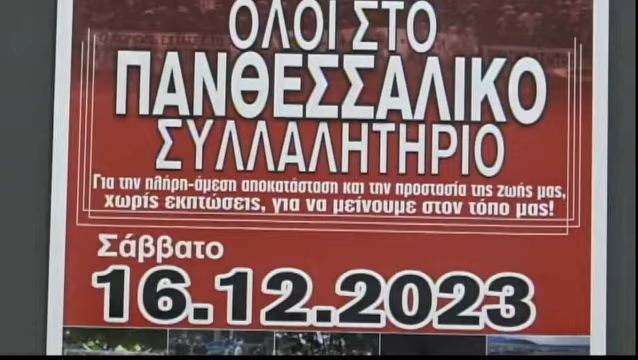 ΟΛΟΙ ΣΤΟ
ΠΑΝΘΕΣΣΑΛΙΚΟ
ΣΥΛΛΑΛΗΤΗΡΙΟ
Για την πλήρη-άμεση αποκατάσταση και την προστασία της ζωής μας,
χωρίς εκπτώσεις, για να μείνουμε στον τόπο μας!
Σάββατο
16.12.2023